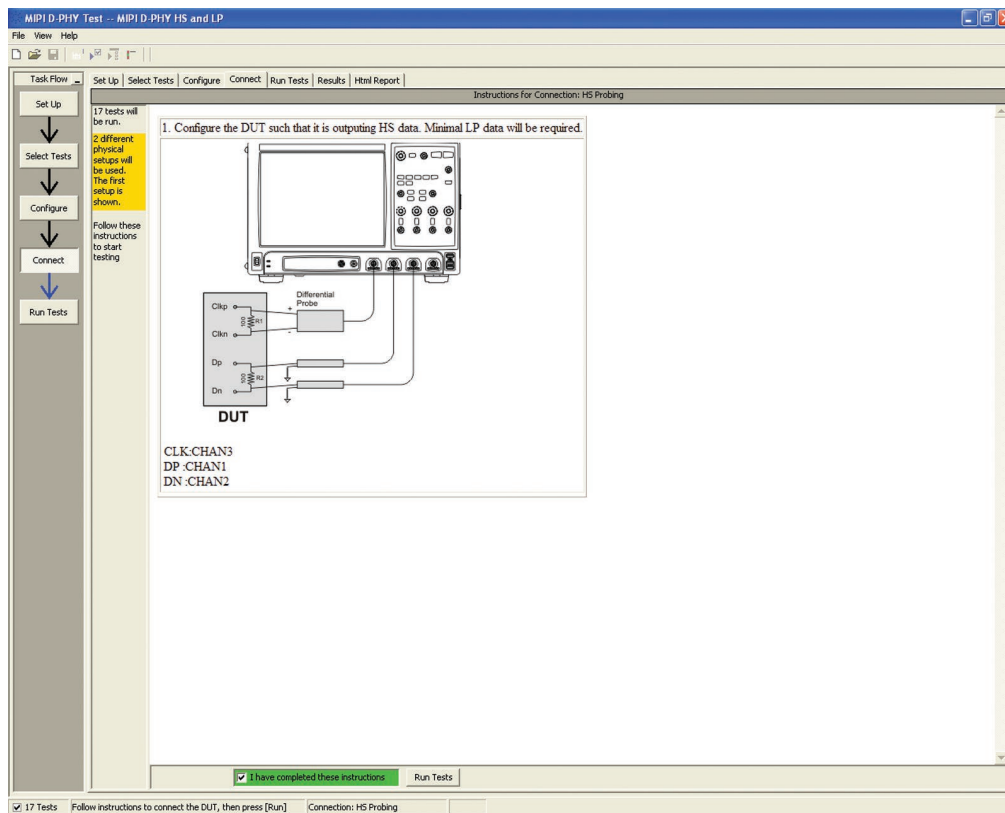 MIPI D-PHY Test -- MIPI D-PHY HS and LP
File View Help
Task Flow
Set Up
Select Tests
Configure
Connect
Run Tests
Set Up Select Tests Configure Connect Run Tests Results Html Report
Instructions for Connection: HS Probing
17 tests will
be run.
2 different
physical
setups will
be used.
The first
setup is
shown.
Follow these
instructions
to start
testing
1. Configure the DUT such that it is outputing HS data. Minimal LP data will be required.
Differential
Probe
+
-
Clkp
100
R1
Clkn
Dp
100
R2
Dn
DUT
CLK:CHAN3
DP :CHAN1
DN :CHAN2
I have completed these instructions Run Tests
17 Tests Follow instructions to connect the DUT, then press [Run] Connection: HS Probing